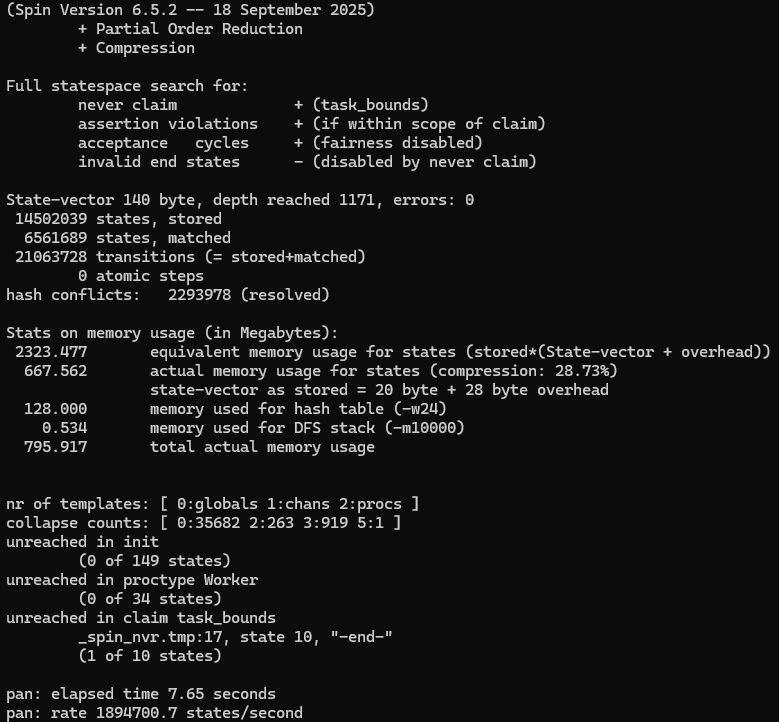 (Spin Version 6.5.2 -- 18 September 2025)
        + Partial Order Reduction
        + Compression

Full statespace search for:
        never claim             + (task_bounds)
        assertion violations    + (if within scope of claim)
        acceptance   cycles     + (fairness disabled)
        invalid end states      - (disabled by never claim)

State-vector 140 byte, depth reached 1171, errors: 0
 14502039 states, stored
  6561689 states, matched
 21063728 transitions (= stored+matched)
        0 atomic steps
hash conflicts:   2293978 (resolved)

Stats on memory usage (in Megabytes):
 2323.477       equivalent memory usage for states (stored*(State-vector + overhead))
  667.562       actual memory usage for states (compression: 28.73%)
                state-vector as stored = 20 byte + 28 byte overhead
  128.000       memory used for hash table (-w24)
    0.534       memory used for DFS stack (-m10000)
  795.917       total actual memory usage


nr of templates: [ 0:globals 1:chans 2:procs ]
collapse counts: [ 0:35682 2:263 3:919 5:1 ]
unreached in init
        (0 of 149 states)
unreached in proctype Worker
        (0 of 34 states)
unreached in claim task_bounds
        _spin_nvr.tmp:17, state 10, "-end-"
        (1 of 10 states)

pan: elapsed time 7.65 seconds
pan: rate 1894700.7 states/second